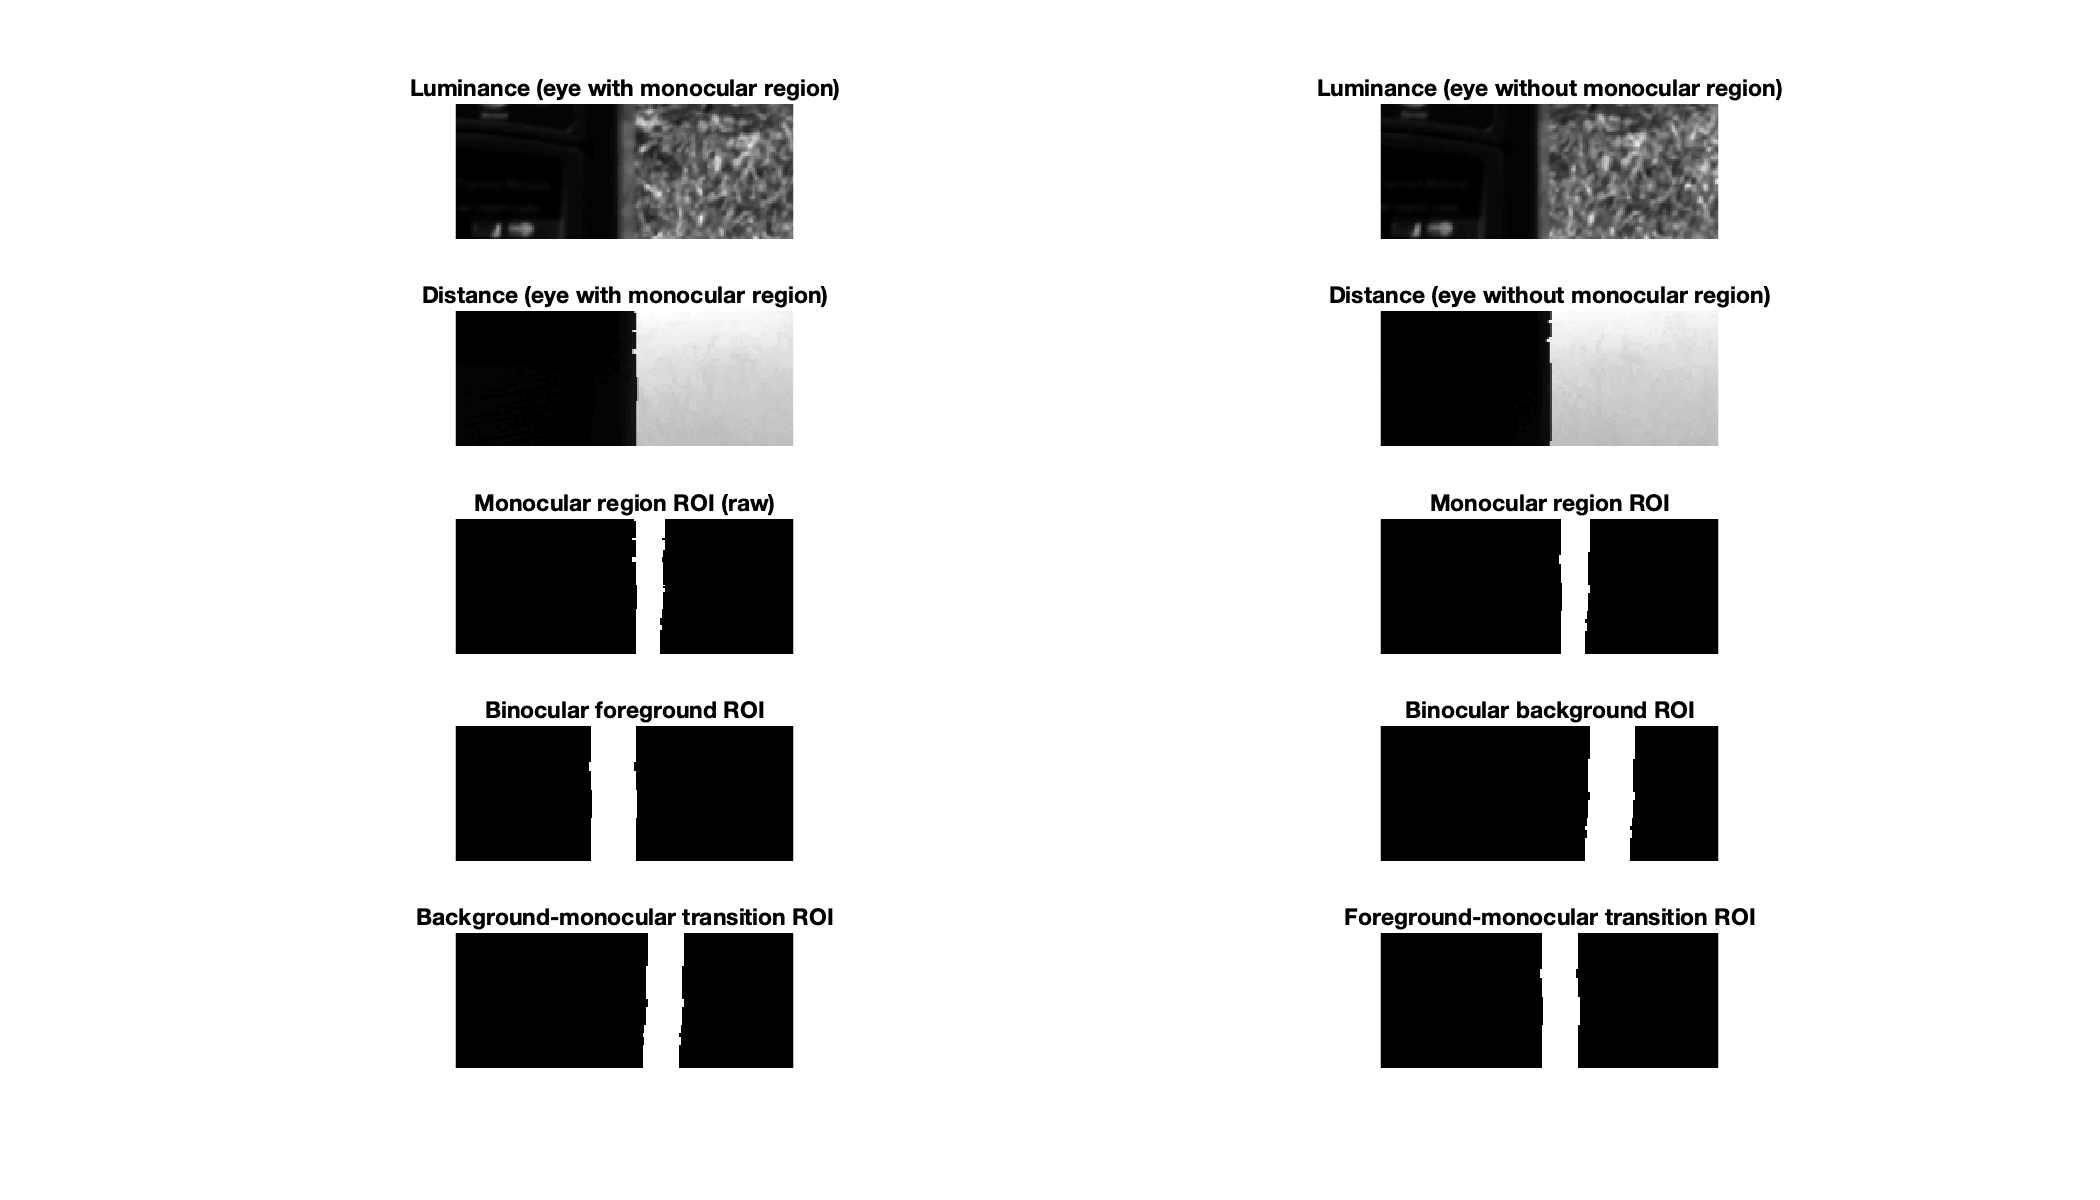 Luminance (eye with monocular region)
Luminance (eye without monocular region)
Distance (eye with monocular region)
Distance (eye without monocular region)
Monocular region ROI (raw)
Monocular region ROI
Binocular foreground ROI
Binocular background ROI
Background-monocular transition ROI
Foreground-monocular transition ROI